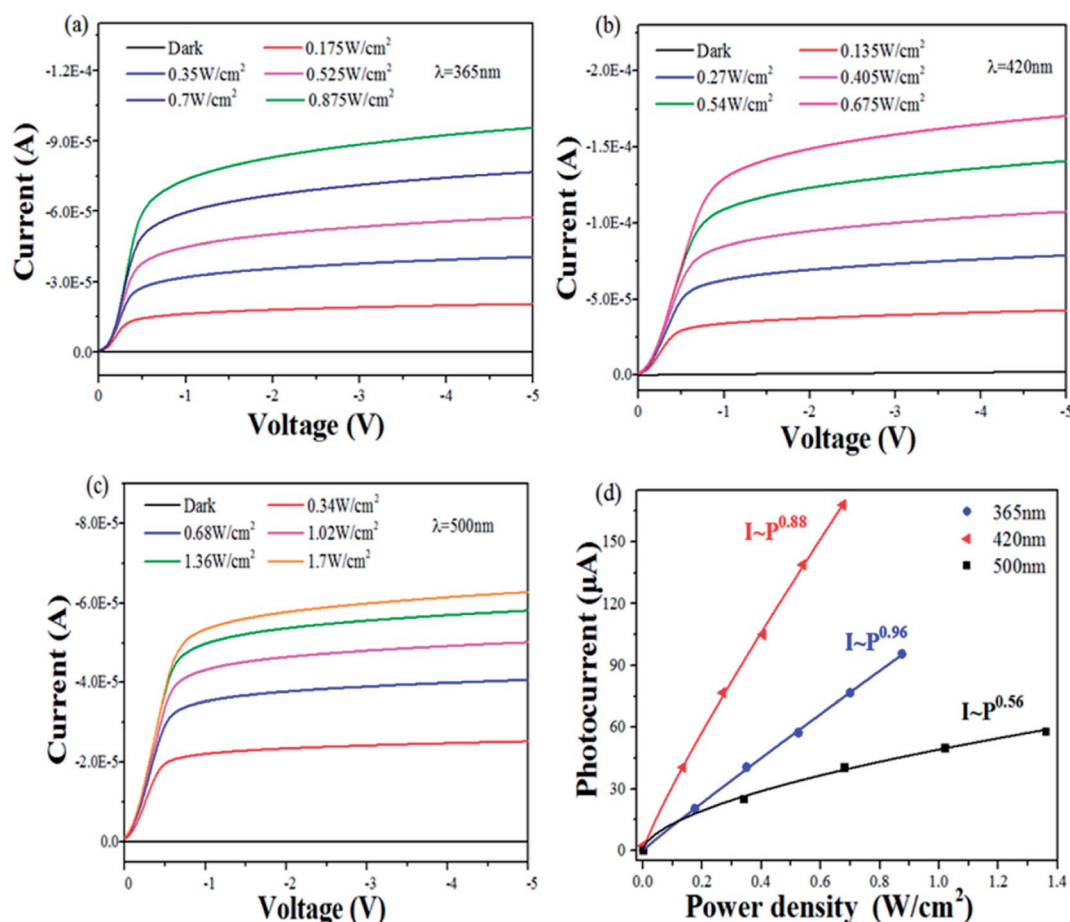 (a)
Dark
0.175W/cm²
0.35W/cm²
0.525W/cm²
0.7W/cm²
0.875W/cm²
λ=365nm
-1.2E-4
-9.0E-5
-6.0E-5
-3.0E-5
0.0
Current (A)
0 -1 -2 -3 -4 -5
Voltage (V)
(b)
Dark
0.135W/cm²
0.27W/cm²
0.405W/cm²
0.54W/cm²
0.675W/cm²
λ=420nm
-2.0E-4
-1.5E-4
-1.0E-4
-5.0E-5
0.0
Current (A)
0 -1 -2 -3 -4 -5
Voltage (V)
(c)
Dark
0.34W/cm²
0.68W/cm²
1.02W/cm²
1.36W/cm²
1.7W/cm²
λ=500nm
-8.0E-5
-6.0E-5
-4.0E-5
-2.0E-5
0.0
Current (A)
0 -1 -2 -3 -4 -5
Voltage (V)
(d)
I~P^0.88
365nm
420nm
500nm
I~P^0.96
I~P^0.56
150
120
90
60
30
0
Photocurrent (μA)
0.0 0.2 0.4 0.6 0.8 1.0 1.2 1.4
Power density (W/cm²)